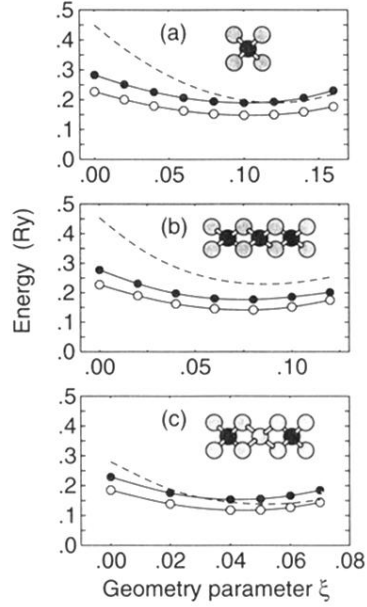 .5
(a)
.4
.3
.2
.1
.0
.00 .05 .10 .15
.5
(b)
.4
.3
.2
.1
.0
.00 .05 .10
.5
(c)
.4
.3
.2
.1
.0
.00 .02 .04 .06 .08
Energy (Ry)
Geometry parameter ξ